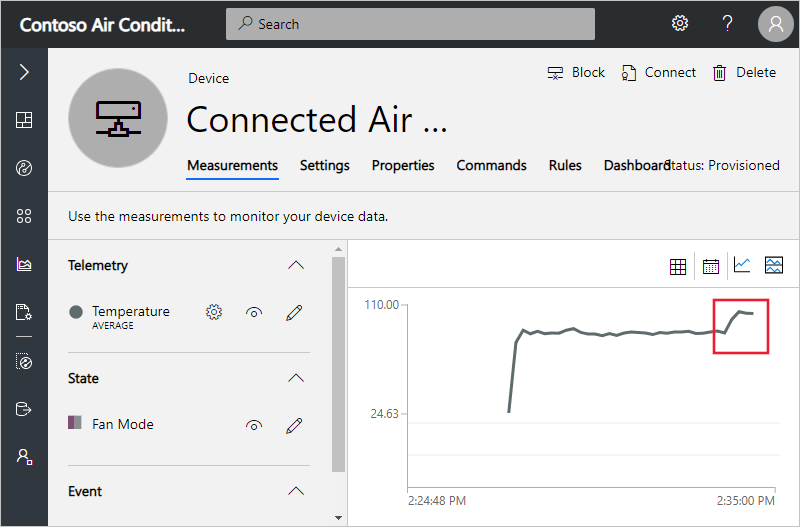 Contoso Air Condit...
Search
?
Device
Block
Connect
Delete
Connected Air ...
Measurements
Settings
Properties
Commands
Rules
Dashboard
Status: Provisioned
Use the measurements to monitor your device data.
Telemetry
Temperature
AVERAGE
State
Fan Mode
Event
110.00
24.63
2:24:48 PM
2:35:00 PM